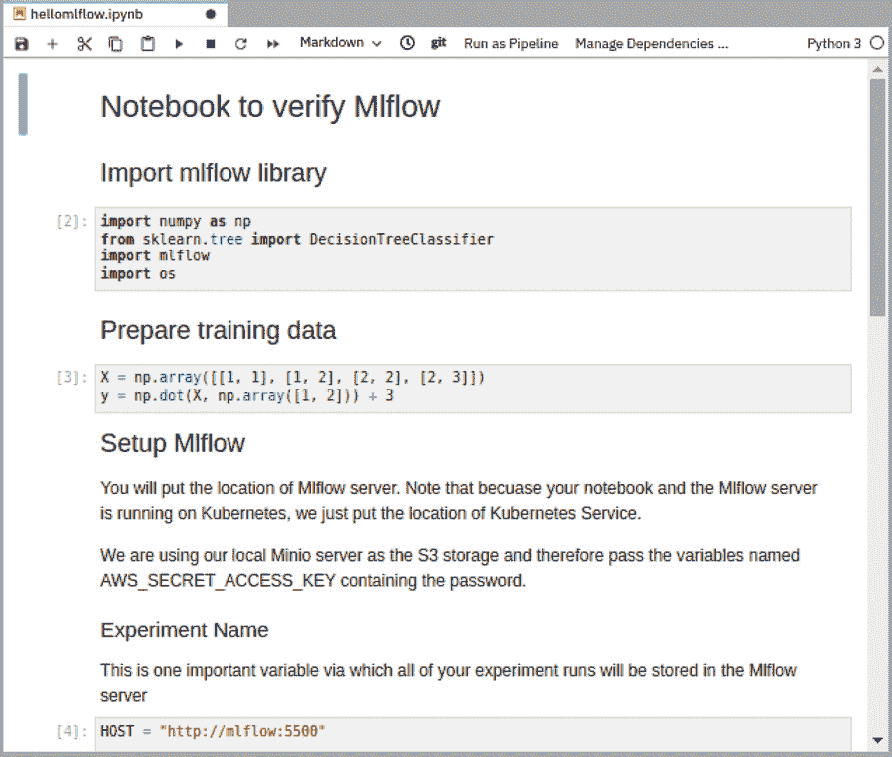 hellomlflow.ipynb
Markdown git Run as Pipeline Manage Dependencies ... Python 3
Notebook to verify Mlflow
Import mlflow library
[2]: import numpy as np
from sklearn.tree import DecisionTreeClassifier
import mlflow
import os
Prepare training data
[3]: X = np.array([[1, 1], [1, 2], [2, 2], [2, 3]])
y = np.dot(X, np.array([1, 2])) + 3
Setup Mlflow
You will put the location of Mlflow server. Note that becuase your notebook and the Mlflow server
is running on Kubernetes, we just put the location of Kubernetes Service.
We are using our local Minio server as the S3 storage and therefore pass the variables named
AWS_SECRET_ACCESS_KEY containing the password.
Experiment Name
This is one important variable via which all of your experiment runs will be stored in the Mlflow
server
[4]: HOST = "http://mlflow:5500"